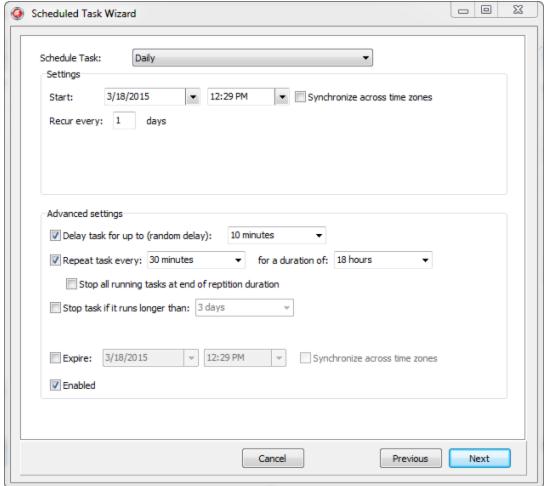 Scheduled Task Wizard
Schedule Task: Daily
Settings
Start: 3/18/2015 12:29 PM Synchronize across time zones
Recur every: 1 days
Advanced settings
Delay task for up to (random delay): 10 minutes
Repeat task every: 30 minutes for a duration of: 18 hours
Stop all running tasks at end of reptition duration
Stop task if it runs longer than: 3 days
Expire: 3/18/2015 12:29 PM Synchronize across time zones
Enabled
Cancel Previous Next